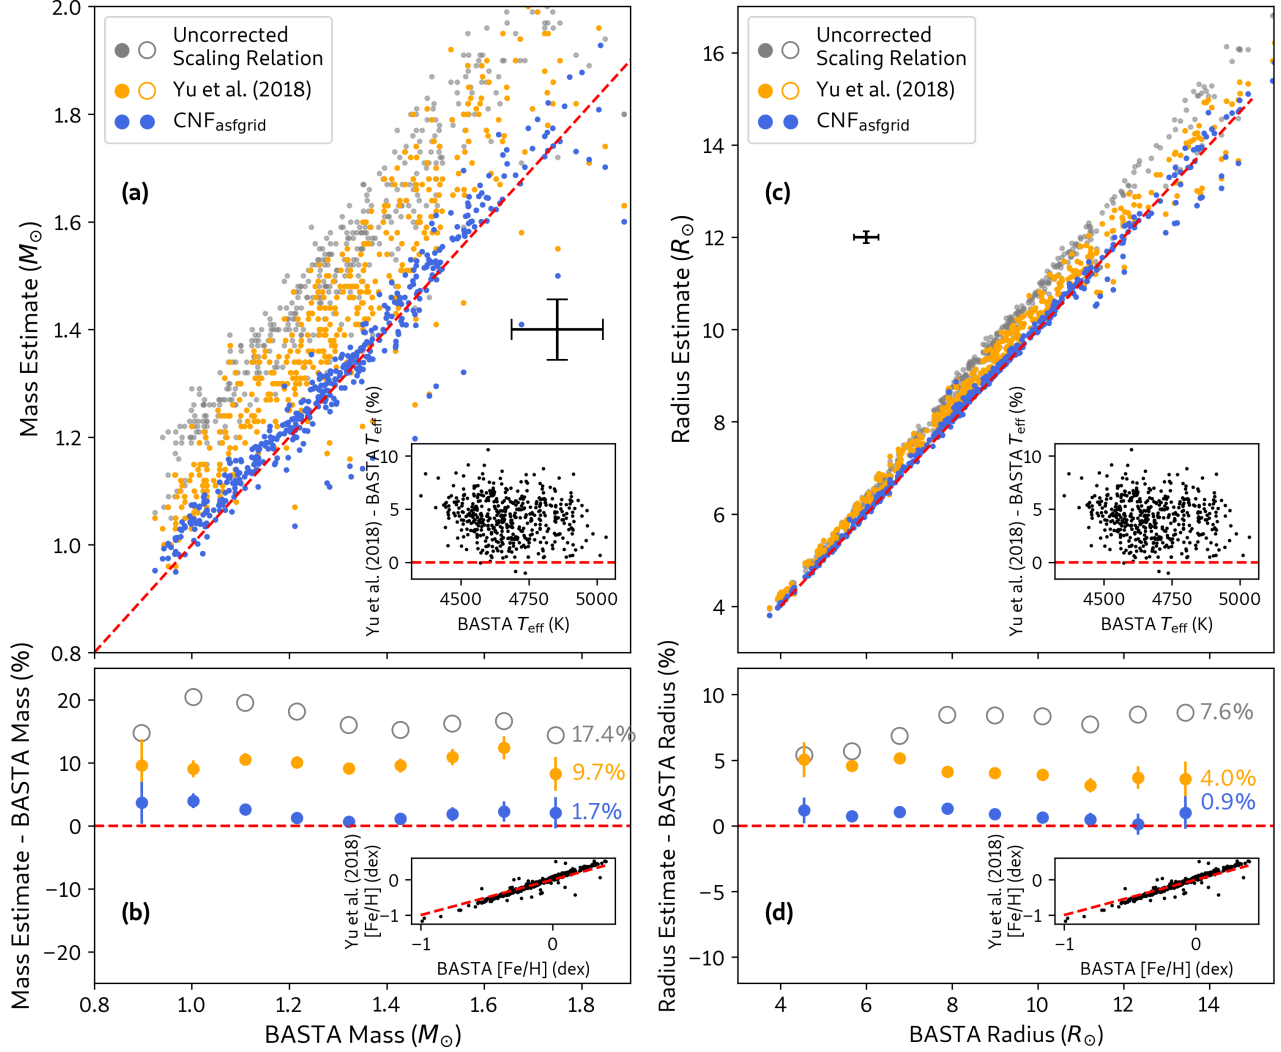 Uncorrected
Scaling Relation
Yu et al. (2018)
CNF_asfgrid
(a)
Mass Estimate (M⊙)
2.0
1.8
1.6
1.4
1.2
1.0
0.8
Yu et al. (2018) - BASTA T_eff (%)
10
5
0
4500 4750 5000
BASTA T_eff (K)
Mass Estimate - BASTA Mass (%)
20
10
0
−10
−20
17.4%
9.7%
1.7%
(b)
Yu et al. (2018)
[Fe/H] (dex)
0
−1
−1 0
BASTA [Fe/H] (dex)
0.8 1.0 1.2 1.4 1.6 1.8
BASTA Mass (M⊙)
Uncorrected
Scaling Relation
Yu et al. (2018)
CNF_asfgrid
(c)
Radius Estimate (R⊙)
16
14
12
10
8
6
4
Yu et al. (2018) - BASTA T_eff (%)
10
5
0
4500 4750 5000
BASTA T_eff (K)
Radius Estimate - BASTA Radius (%)
10
5
0
−5
−10
7.6%
4.0%
0.9%
(d)
Yu et al. (2018)
[Fe/H] (dex)
0
−1
−1 0
BASTA [Fe/H] (dex)
4 6 8 10 12 14
BASTA Radius (R⊙)